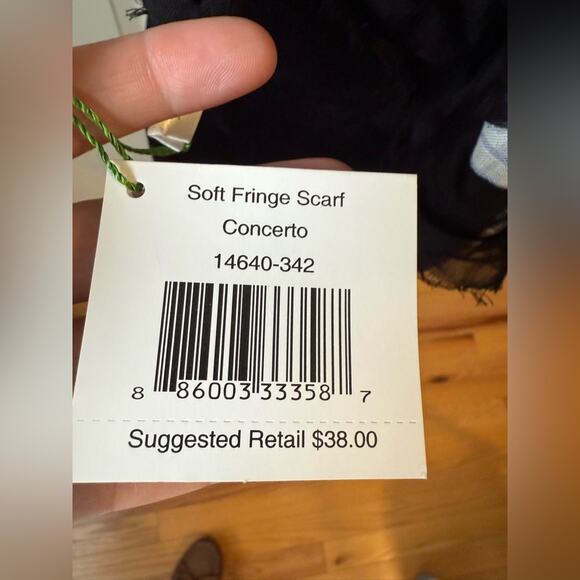 Soft Fringe Scarf
Concerto
14640-342
8 86003 33358 7
Suggested Retail $38.00